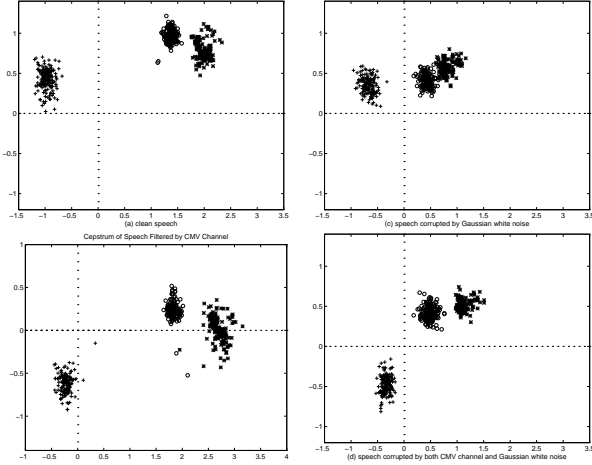 1
0.5
0
−0.5
−1
−1.5 −1 −0.5 0 0.5 1 1.5 2 2.5 3 3.5
(a) clean speech
1
0.5
0
−0.5
−1
−1.5 −1 −0.5 0 0.5 1 1.5 2 2.5 3 3.5
(c) speech corrupted by Gaussian white noise
Cepstrum of Speech Filtered by CMV Channel
1
0.5
0
−0.5
−1
−1 −0.5 0 0.5 1 1.5 2 2.5 3 3.5 4
1
0.5
0
−0.5
−1
−1.5 −1 −0.5 0 0.5 1 1.5 2 2.5 3 3.5
(d) speech corrupted by both CMV channel and Gaussian white noise